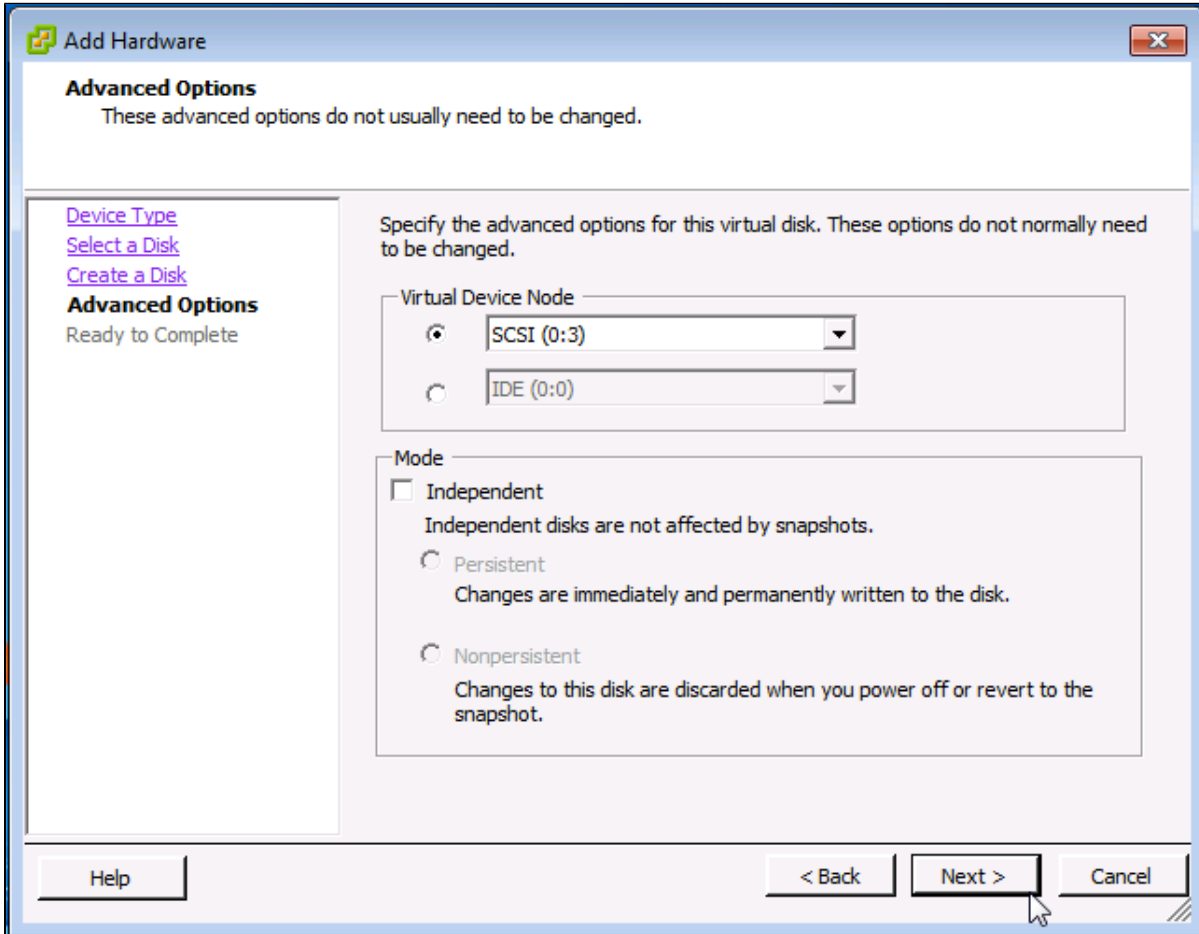 Add Hardware
Advanced Options
These advanced options do not usually need to be changed.
Device Type
Select a Disk
Create a Disk
Advanced Options
Ready to Complete
Specify the advanced options for this virtual disk. These options do not normally need
to be changed.
Virtual Device Node
SCSI (0:3)
IDE (0:0)
Mode
Independent
Independent disks are not affected by snapshots.
Persistent
Changes are immediately and permanently written to the disk.
Nonpersistent
Changes to this disk are discarded when you power off or revert to the
snapshot.
Help
< Back
Next >
Cancel